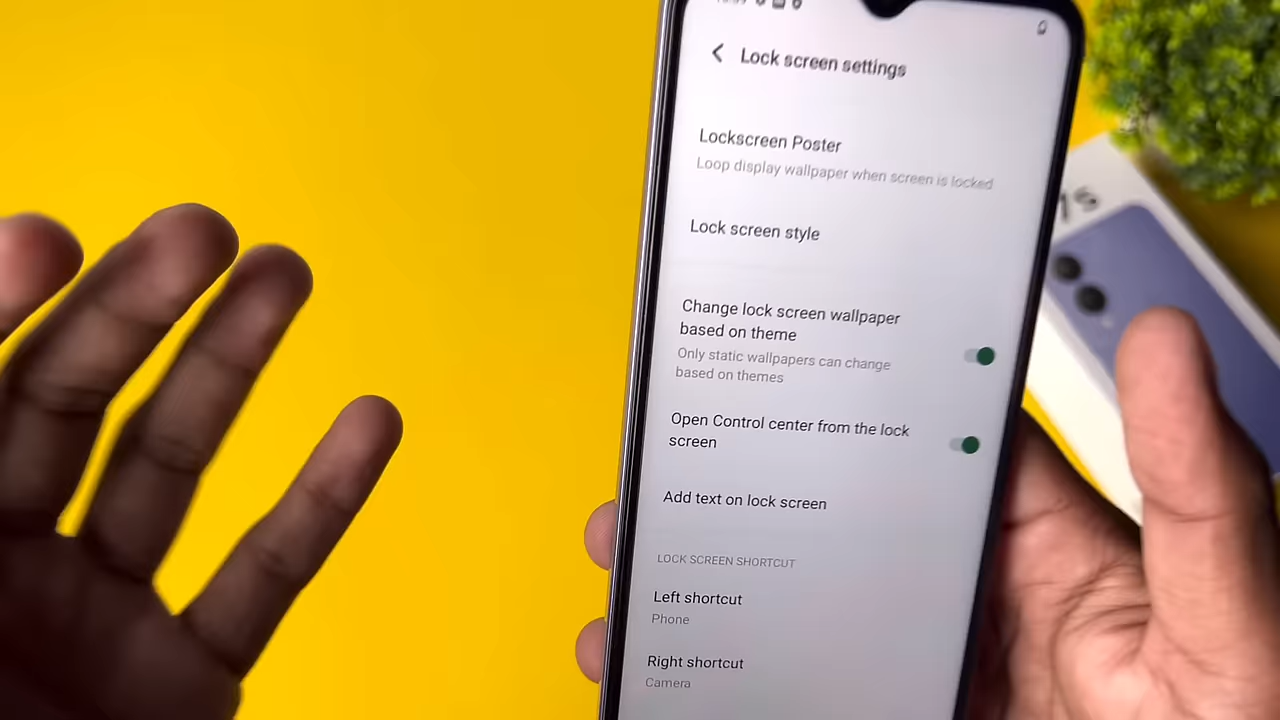 Lock screen settings
Lockscreen Poster
Loop display wallpaper when screen is locked
Lock screen style
Change lock screen wallpaper
based on theme
Only static wallpapers can change
based on themes
Open Control center from the lock
screen
Add text on lock screen
LOCK SCREEN SHORTCUT
Left shortcut
Phone
Right shortcut
Camera